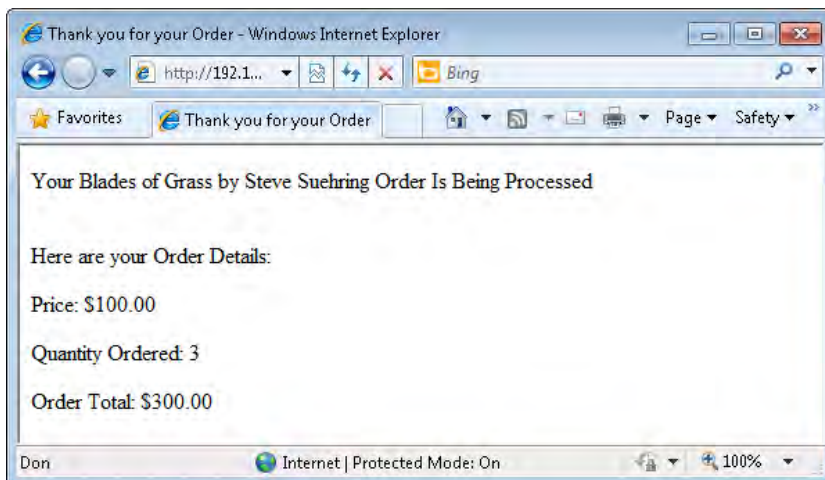 Thank you for your Order - Windows Internet Explorer
http://192.1...
Bing
Favorites
Thank you for your Order
Page
Safety
Your Blades of Grass by Steve Suehring Order Is Being Processed
Here are your Order Details:
Price: $100.00
Quantity Ordered: 3
Order Total: $300.00
Don
Internet | Protected Mode: On
100%